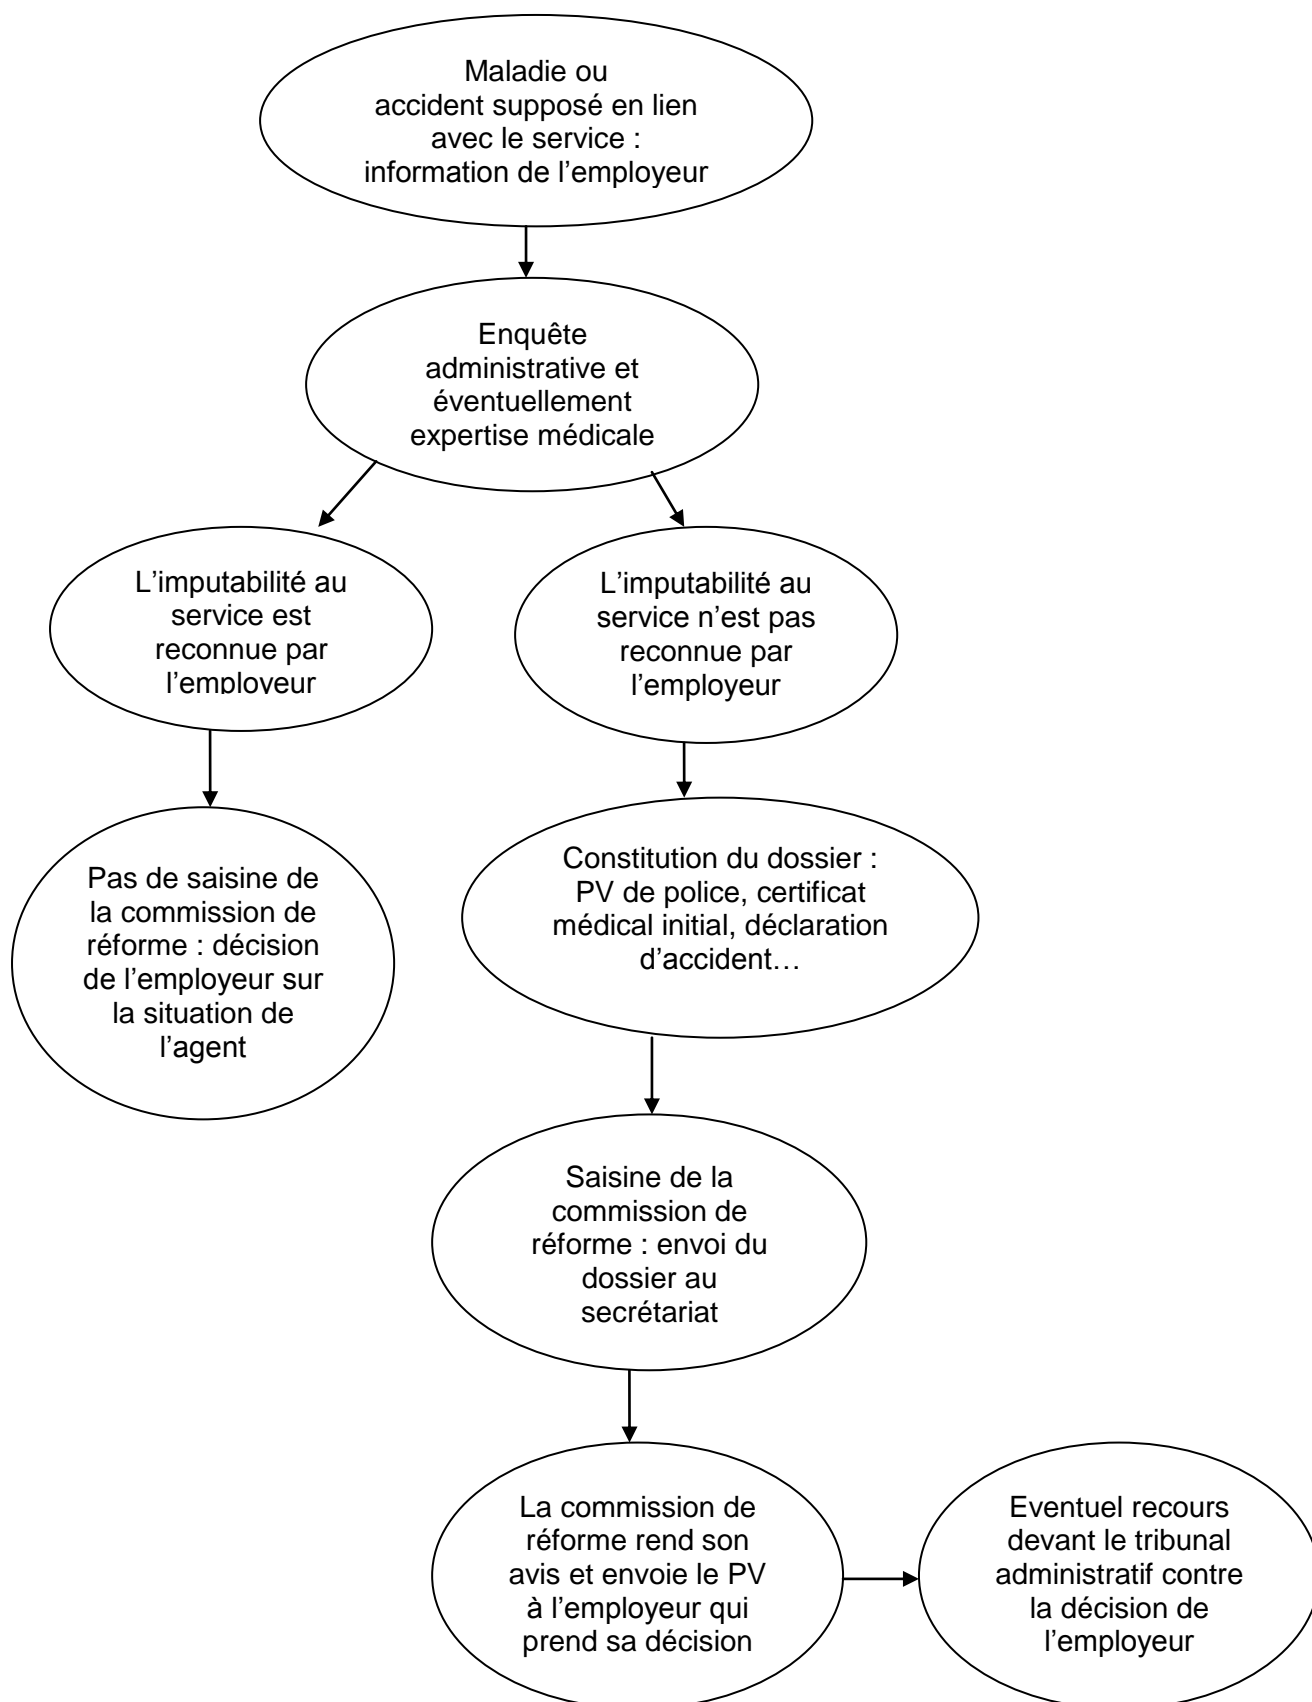 Maladie ou
accident supposé en lien
avec le service :
information de l’employeur
Enquête
administrative et
éventuellement
expertise médicale
L’imputabilité au
service est
reconnue par
l’employeur
L’imputabilité au
service n’est pas
reconnue par
l’employeur
Pas de saisine de
la commission de
réforme : décision
de l’employeur sur
la situation de
l’agent
Constitution du dossier :
PV de police, certificat
médical initial, déclaration
d’accident…
Saisine de la
commission de
réforme : envoi du
dossier au
secrétariat
La commission de
réforme rend son
avis et envoie le PV
à l’employeur qui
prend sa décision
Eventuel recours
devant le tribunal
administratif contre
la décision de
l’employeur